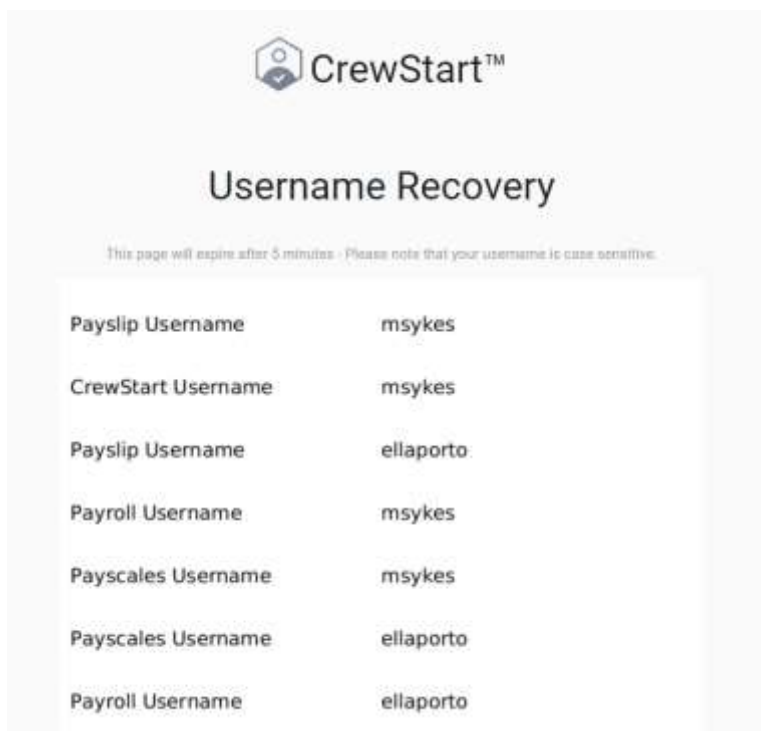 CrewStart™
Username Recovery
This page will expire after 5 minutes - Please note that your username is case sensitive.
Payslip Username msykes
CrewStart Username msykes
Payslip Username ellaporto
Payroll Username msykes
Payscales Username msykes
Payscales Username ellaporto
Payroll Username ellaporto